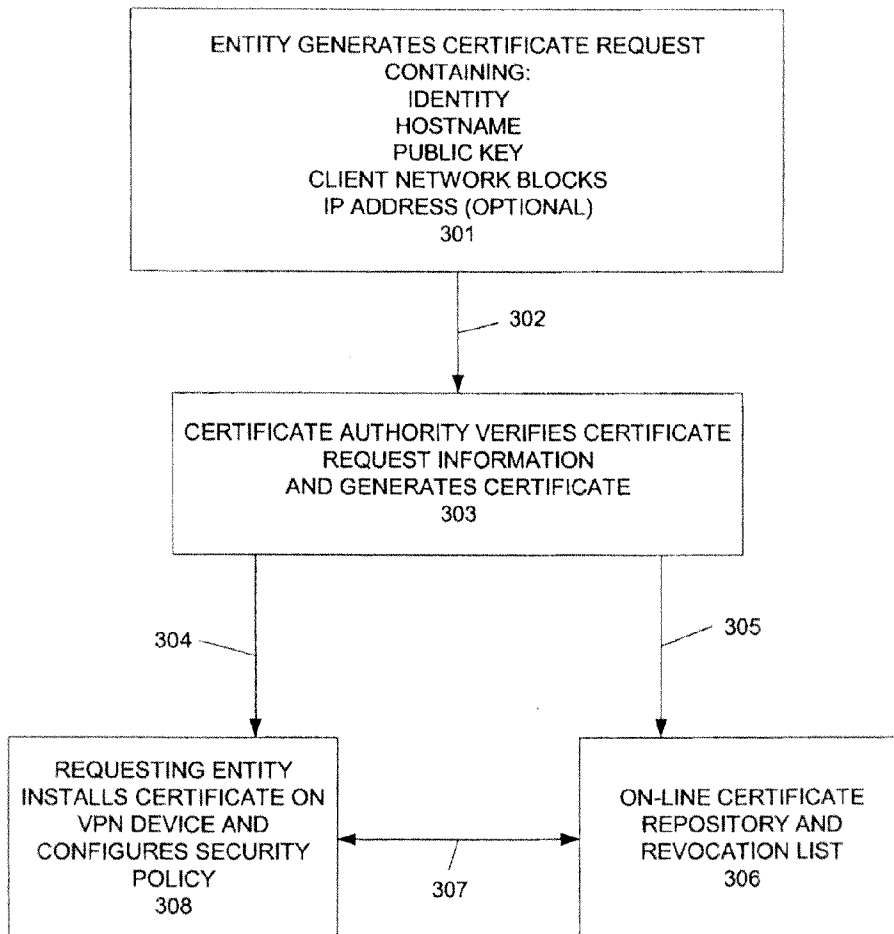 ENTITY GENERATES CERTIFICATE REQUEST
CONTAINING:
IDENTITY
HOSTNAME
PUBLIC KEY
CLIENT NETWORK BLOCKS
IP ADDRESS (OPTIONAL)
301
302
CERTIFICATE AUTHORITY VERIFIES CERTIFICATE
REQUEST INFORMATION
AND GENERATES CERTIFICATE
303
304
305
REQUESTING ENTITY
INSTALLS CERTIFICATE ON
VPN DEVICE AND
CONFIGURES SECURITY
POLICY
308
307
ON-LINE CERTIFICATE
REPOSITORY AND
REVOCATION LIST
306